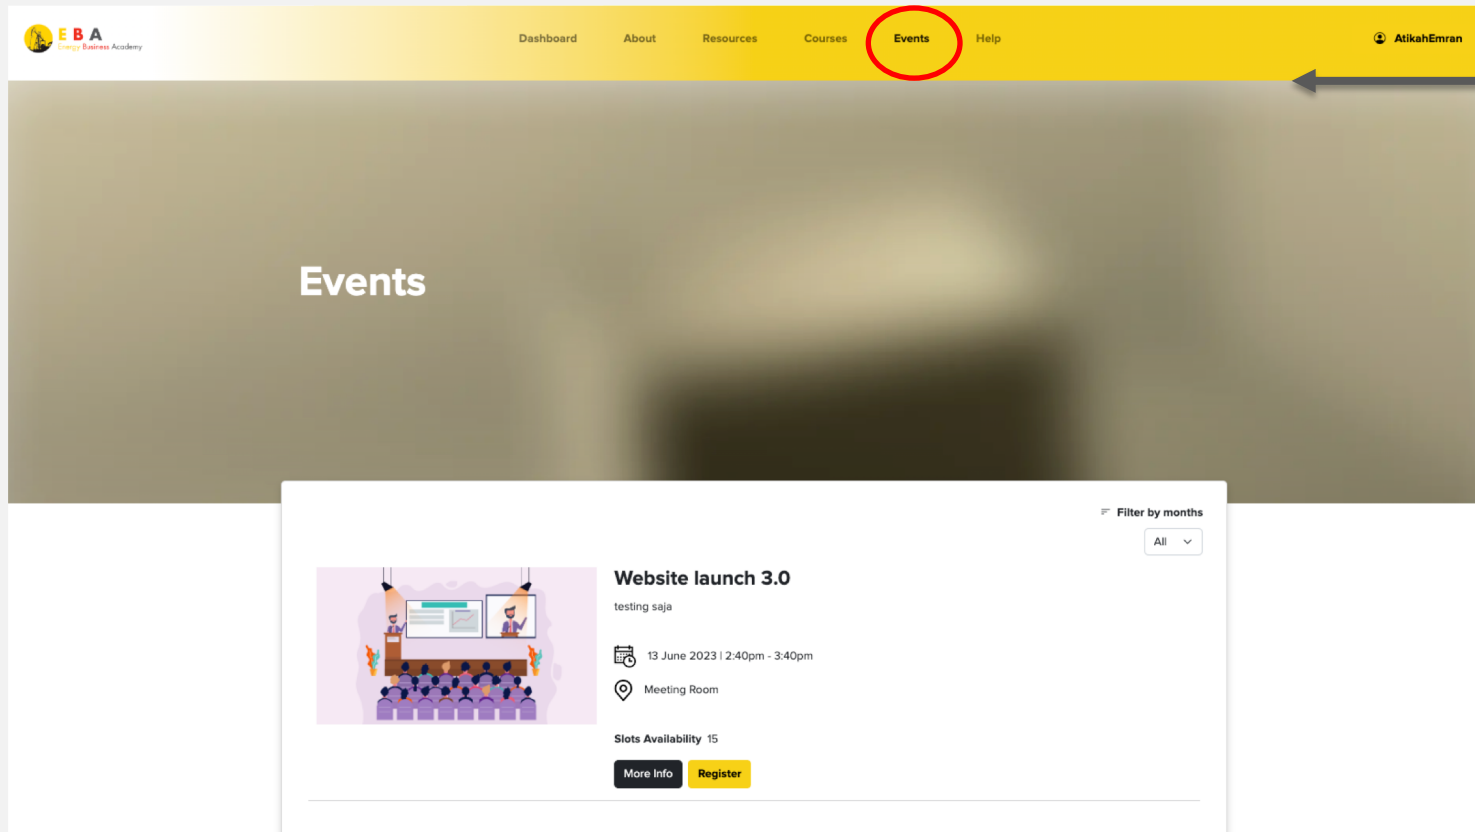 E B A
Energy Business Academy
Dashboard About Resources Courses Events Help
AtikahEmran
Events
Filter by months
All
Website launch 3.0
testing saja
13 June 2023 | 2:40pm - 3:40pm
Meeting Room
Slots Availability 15
More Info Register